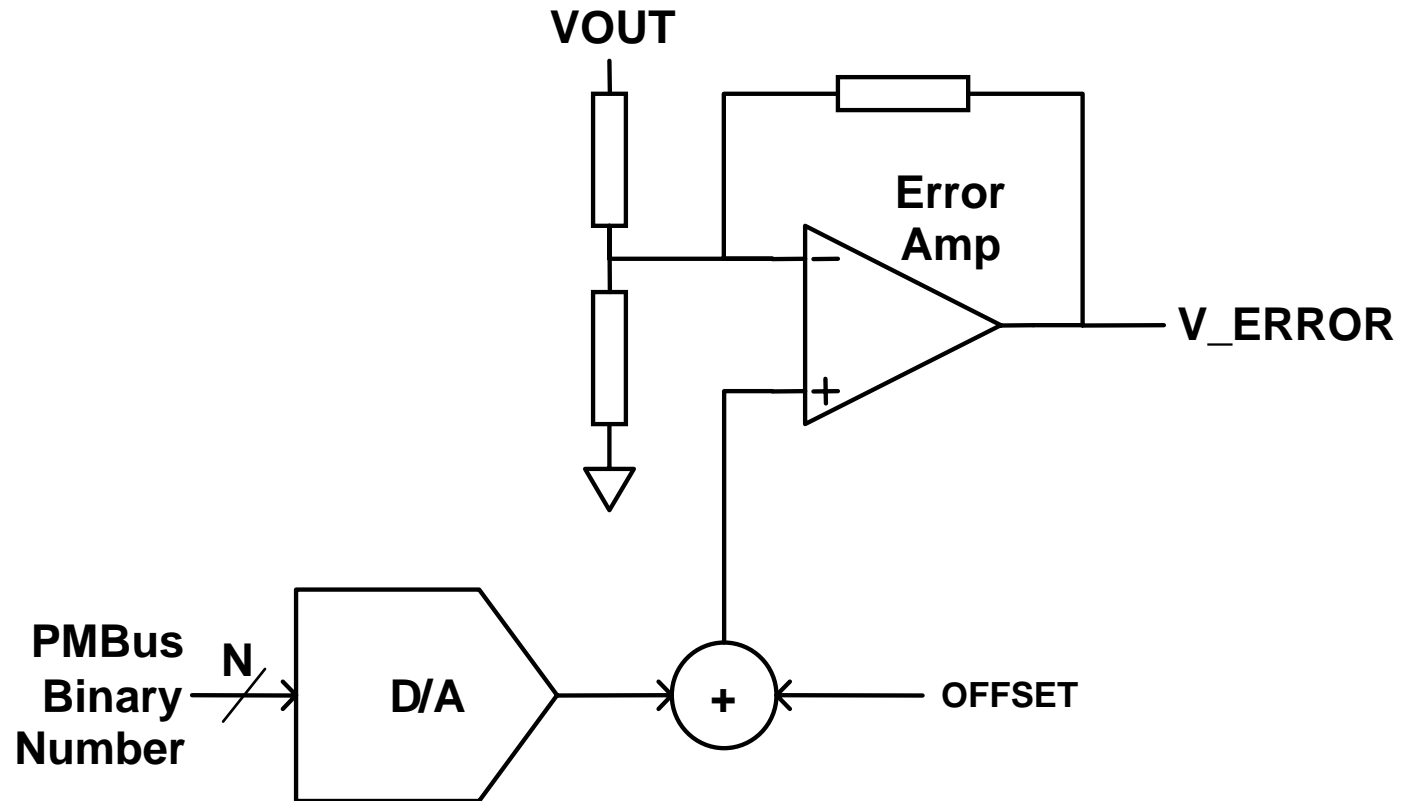 VOUT
Error
Amp
−
+
V_ERROR
PMBus
Binary
Number
N
D/A
+
OFFSET